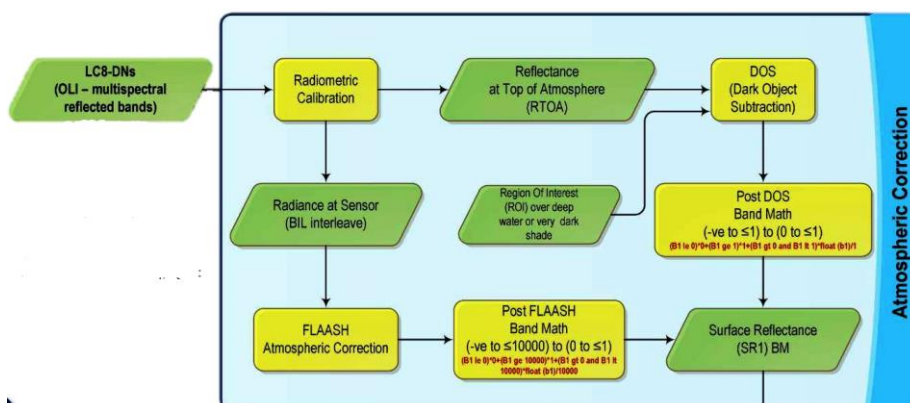 LC8-DNs
(OLI – multispectral
reflected bands)
Radiometric
Calibration
Reflectance
at Top of Atmosphere
(RTOA)
DOS
(Dark Object
Subtraction)
Radiance at Sensor
(BIL interleave)
Region Of Interest
(ROI) over deep
water or very dark
shade
Post DOS
Band Math
(-ve to ≤1) to (0 to ≤1)
(B1 le 0)*0+(B1 ge 1)*1+(B1 gt 0 and B1 lt 1)*float (b1)/1
FLAASH
Atmospheric Correction
Post FLAASH
Band Math
(-ve to ≤10000) to (0 to ≤1)
(B1 le 0)*0+(B1 ge 10000)*1+(B1 gt 0 and B1 lt
10000)*float (b1)/10000
Surface Reflectance
(SR1) BM
Atmospheric Correction